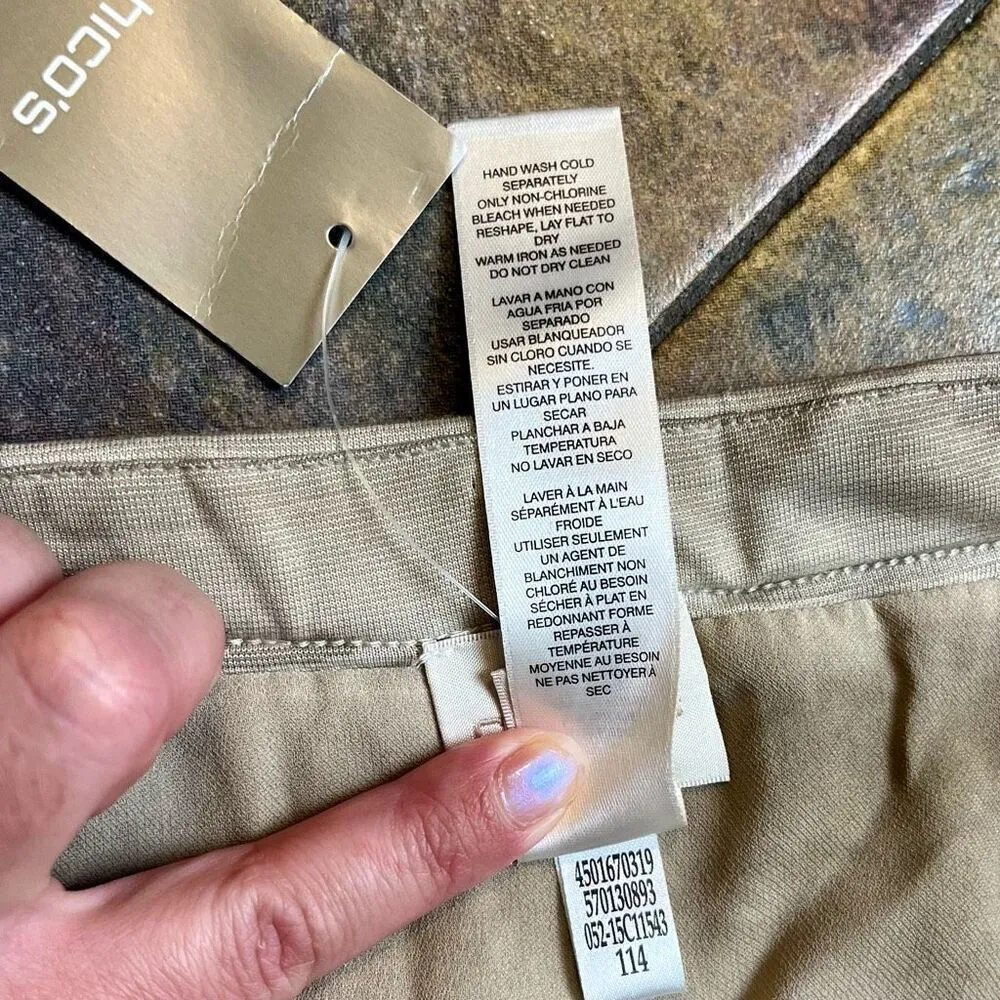 hico's
HAND WASH COLD
SEPARATELY
ONLY NON-CHLORINE
BLEACH WHEN NEEDED
RESHAPE, LAY FLAT TO
DRY
WARM IRON AS NEEDED
DO NOT DRY CLEAN
LAVAR A MANO CON
AGUA FRIA POR
SEPARADO
USAR BLANQUEADOR
SIN CLORO CUANDO SE
NECESITE.
ESTIRAR Y PONER EN
UN LUGAR PLANO PARA
SECAR
PLANCHAR A BAJA
TEMPERATURA
NO LAVAR EN SECO
LAVER À LA MAIN
SÉPARÉMENT À L'EAU
FROIDE
UTILISER SEULEMENT
UN AGENT DE
BLANCHIMENT NON
CHLORÉ AU BESOIN
SÉCHER À PLAT EN
REDONNANT FORME
REPASSER À
TEMPÉRATURE
MOYENNE AU BESOIN
NE PAS NETTOYER À
SEC
4501670319
570130893
052-15C11543
114